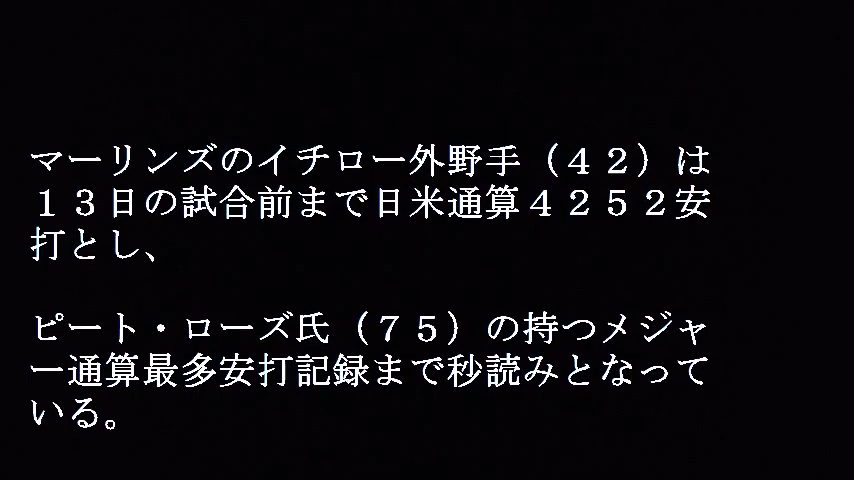 マーリンズのイチロー外野手（４２）は
１３日の試合前まで日米通算４２５２安
打とし、
ピート・ローズ氏（７５）の持つメジャ
ー通算最多安打記録まで秒読みとなって
いる。